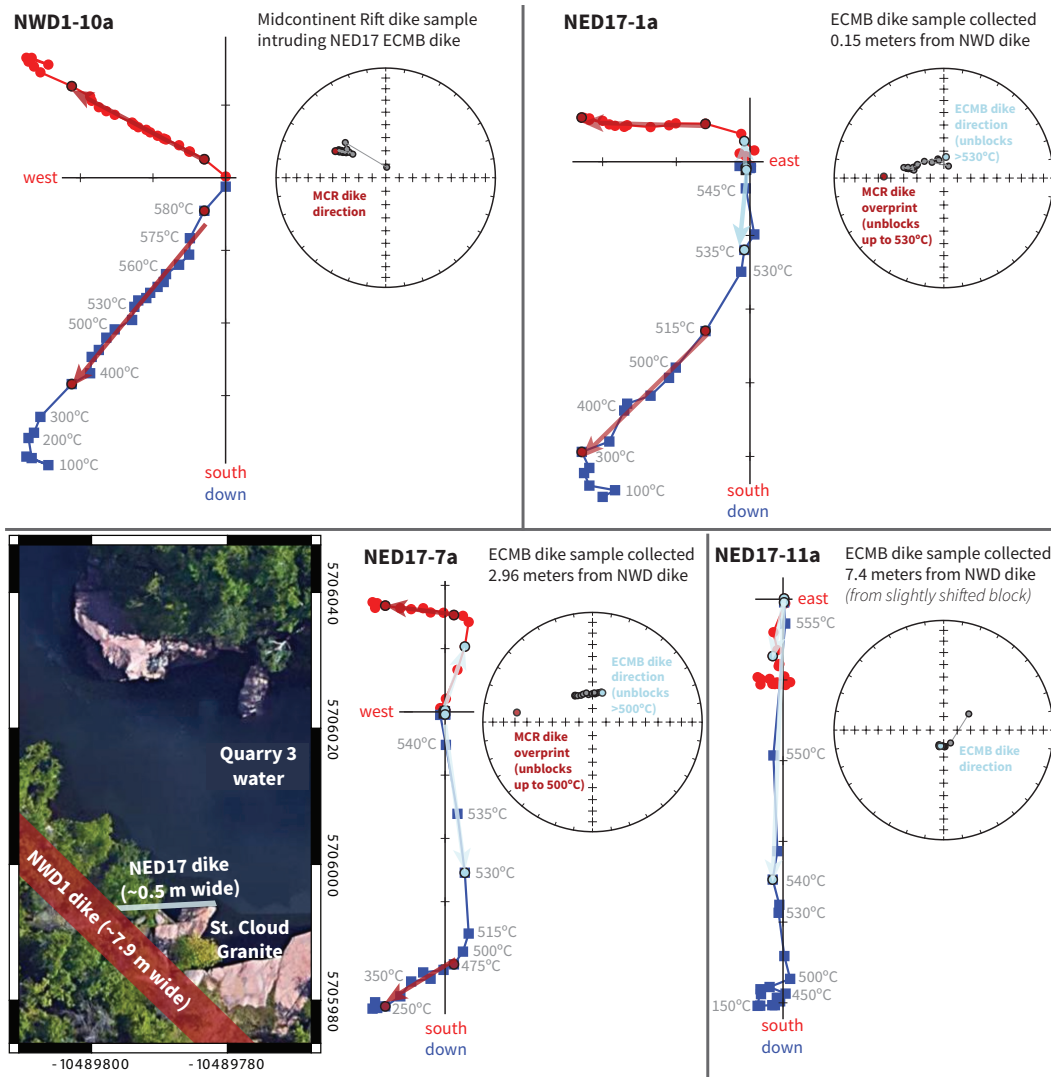 NWD1-10a
Midcontinent Rift dike sample
intruding NED17 ECMB dike
west
580°C
575°C
560°C
530°C
500°C
400°C
300°C
200°C
100°C
south
down
MCR dike
direction
NED17-1a
ECMB dike sample collected
0.15 meters from NWD dike
east
545°C
535°C
530°C
515°C
500°C
400°C
300°C
100°C
south
down
ECMB dike
direction
(unblocks
>530°C)
MCR dike
overprint
(unblocks
up to 530°C)
5706040
5706020
5706000
5705980
Quarry 3
water
NED17 dike
(~0.5 m wide)
St. Cloud
Granite
NWD1 dike (~7.9 m wide)
-10489800
-10489780
NED17-7a
ECMB dike sample collected
2.96 meters from NWD dike
west
540°C
535°C
530°C
515°C
500°C
475°C
350°C
250°C
south
down
ECMB dike
direction
(unblocks
>500°C)
MCR dike
overprint
(unblocks
up to 500°C)
NED17-11a
ECMB dike sample collected
7.4 meters from NWD dike
(from slightly shifted block)
east
555°C
550°C
540°C
530°C
500°C
450°C
150°C
south
down
ECMB dike
direction